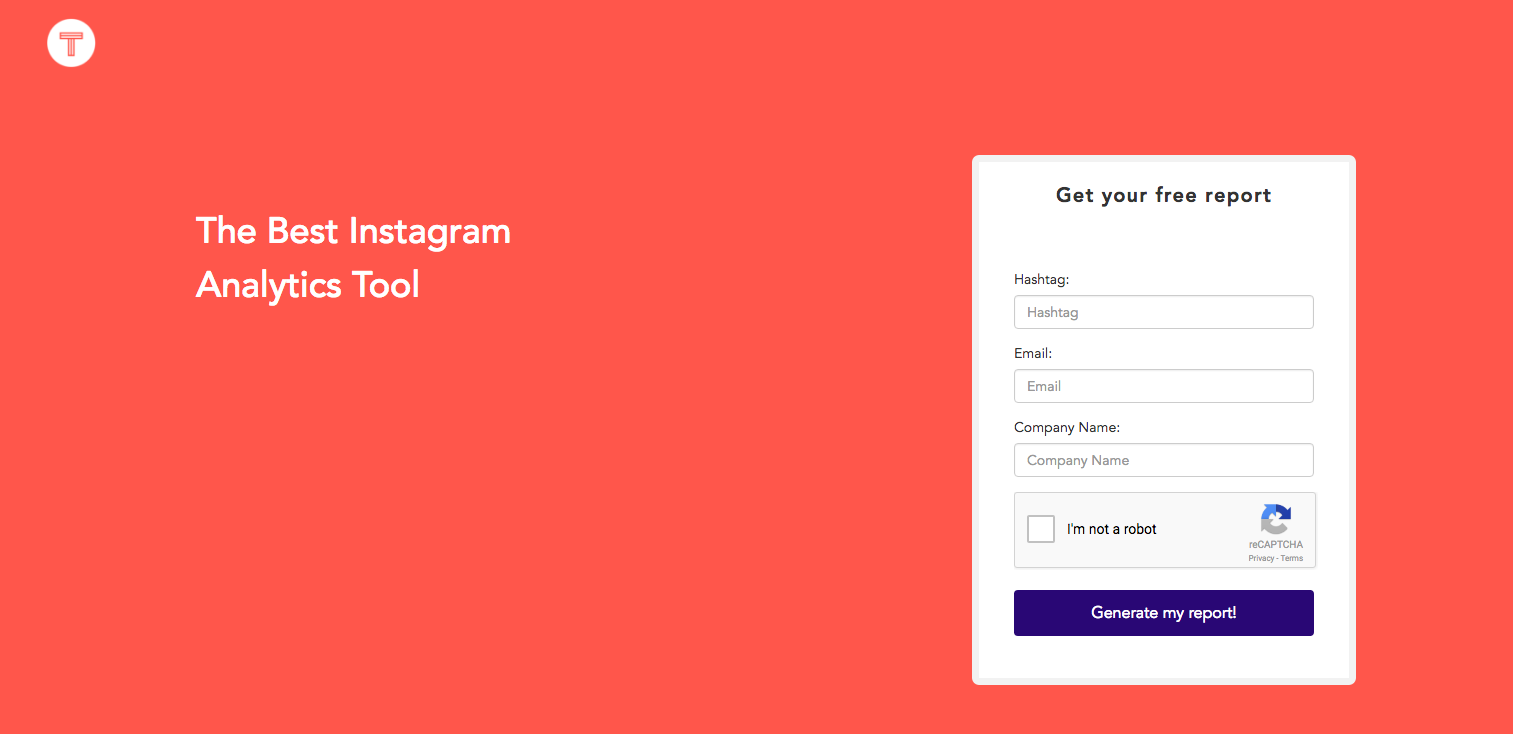 T
The Best Instagram
Analytics Tool
Get your free report
Hashtag:
Hashtag
Email:
Email
Company Name:
Company Name
I'm not a robot
reCAPTCHA
Privacy - Terms
Generate my report!